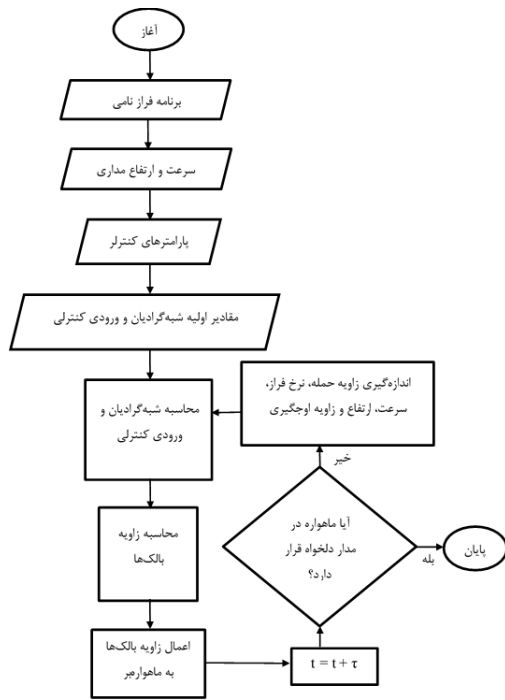 آغاز
برنامه فراز نامی
سرعت و ارتفاع مداری
پارامترهای کنترلر
مقادیر اولیه شبه‌گرادیان و ورودی کنترلی
محاسبه شبه‌گرادیان و
ورودی کنترلی
محاسبه زاویه
بالک‌ها
اعمال زاویه بالک‌ها
به ماهواره‌بر
t = t + τ
آیا ماهواره در
مدار دلخواه قرار
دارد؟
خیر
اندازه‌گیری زاویه حمله، نرخ فراز،
سرعت، ارتفاع و زاویه اوجگیری
بله
پایان